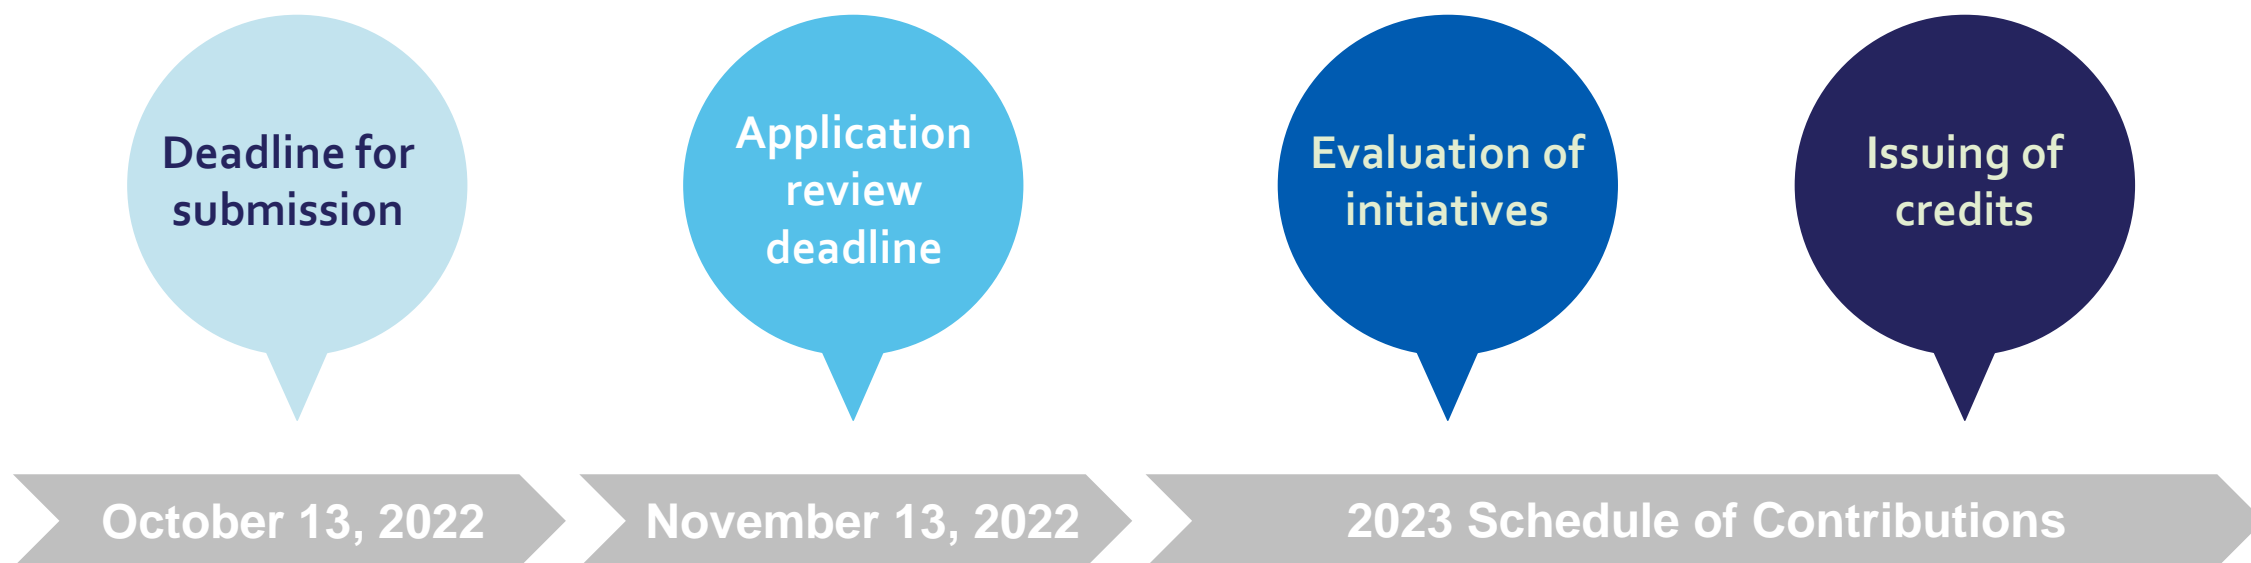 Deadline for
submission
Application
review
deadline
Evaluation of
initiatives
Issuing of
credits
October 13, 2022
November 13, 2022
2023 Schedule of Contributions